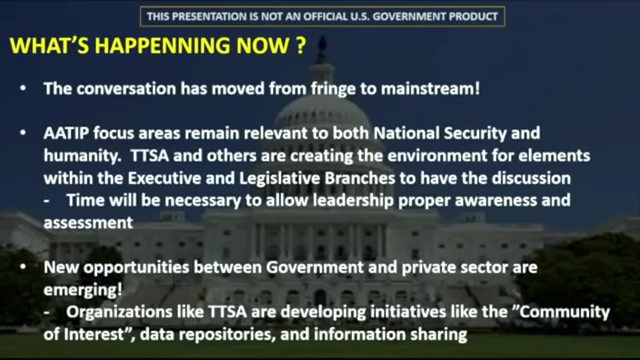 THIS PRESENTATION IS NOT AN OFFICIAL U.S. GOVERNMENT PRODUCT
WHAT'S HAPPENNING NOW ?
• The conversation has moved from fringe to mainstream!
• AATIP focus areas remain relevant to both National Security and
humanity. TTSA and others are creating the environment for elements
within the Executive and Legislative Branches to have the discussion
- Time will be necessary to allow leadership proper awareness and
assessment
• New opportunities between Government and private sector are
emerging!
- Organizations like TTSA are developing initiatives like the ”Community
of Interest”, data repositories, and information sharing